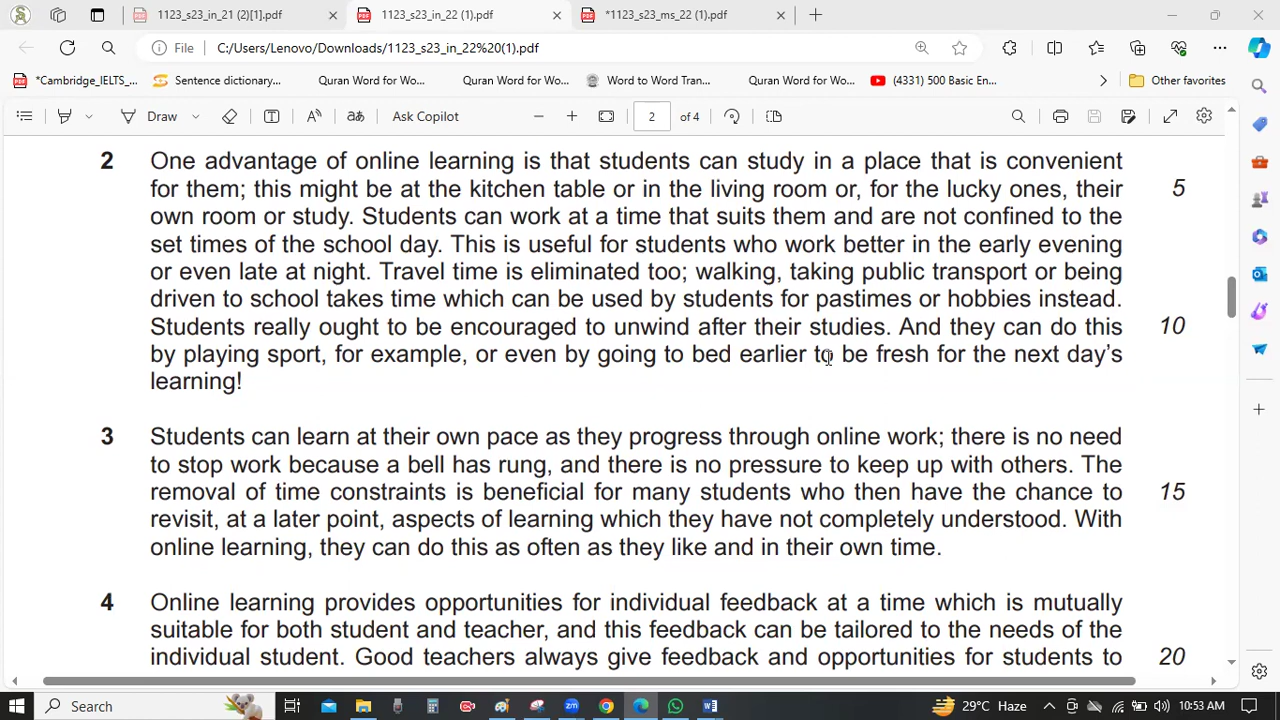 1123_s23_in_21 (2)[1].pdf
1123_s23_in_22 (1).pdf
*1123_s23_ms_22 (1).pdf
File
C:/Users/Lenovo/Downloads/1123_s23_in_22%20(1).pdf
*Cambridge_IELTS_...
Sentence dictionary...
Quran Word for Wo...
Quran Word for Wo...
Word to Word Tran...
Quran Word for Wo...
(4331) 500 Basic En...
Other favorites
Draw
Ask Copilot
2 of 4
2 One advantage of online learning is that students can study in a place that is convenient
for them; this might be at the kitchen table or in the living room or, for the lucky ones, their 5
own room or study. Students can work at a time that suits them and are not confined to the
set times of the school day. This is useful for students who work better in the early evening
or even late at night. Travel time is eliminated too; walking, taking public transport or being
driven to school takes time which can be used by students for pastimes or hobbies instead.
Students really ought to be encouraged to unwind after their studies. And they can do this 10
by playing sport, for example, or even by going to bed earlier to be fresh for the next day's
learning!
3 Students can learn at their own pace as they progress through online work; there is no need
to stop work because a bell has rung, and there is no pressure to keep up with others. The
removal of time constraints is beneficial for many students who then have the chance to 15
revisit, at a later point, aspects of learning which they have not completely understood. With
online learning, they can do this as often as they like and in their own time.
4 Online learning provides opportunities for individual feedback at a time which is mutually
suitable for both student and teacher, and this feedback can be tailored to the needs of the
individual student. Good teachers always give feedback and opportunities for students to 20
Search
29°C Haze
10:53 AM